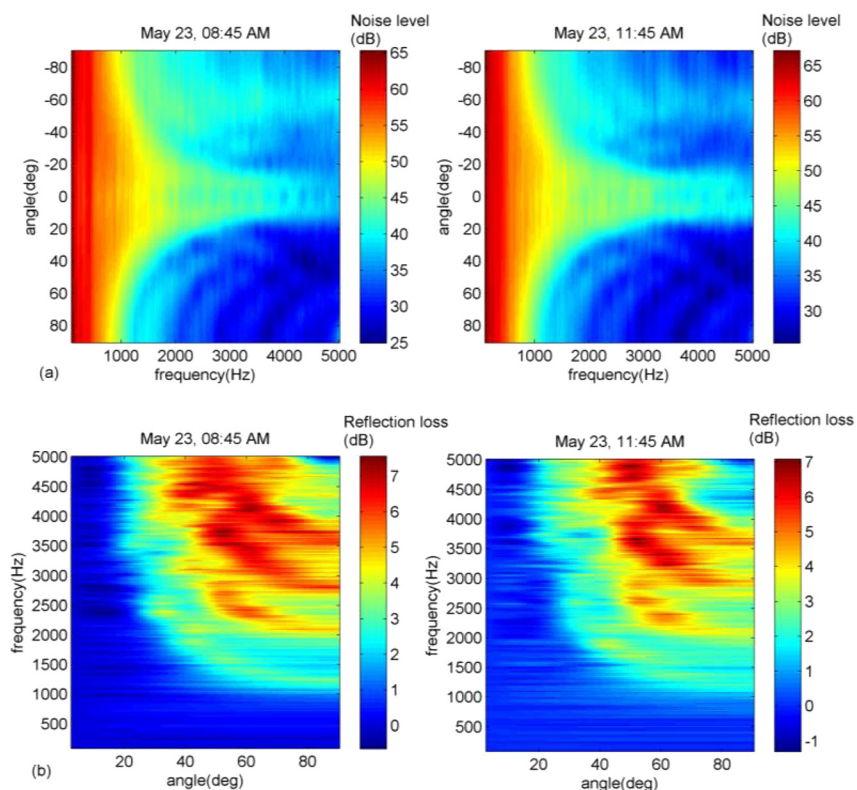 May 23, 08:45 AM
Noise level
(dB)
-80
-60
-40
-20
0
20
40
60
80
angle(deg)
1000 2000 3000 4000 5000
frequency(Hz)
65
60
55
50
45
40
35
30
25
(a)
May 23, 11:45 AM
Noise level
(dB)
-80
-60
-40
-20
0
20
40
60
80
angle(deg)
1000 2000 3000 4000 5000
frequency(Hz)
65
60
55
50
45
40
35
30
May 23, 08:45 AM
Reflection loss
(dB)
5000
4500
4000
3500
3000
2500
2000
1500
1000
500
frequency(Hz)
20 40 60 80
angle(deg)
7
6
5
4
3
2
1
0
(b)
May 23, 11:45 AM
Reflection loss
(dB)
5000
4500
4000
3500
3000
2500
2000
1500
1000
500
frequency(Hz)
20 40 60 80
angle(deg)
7
6
5
4
3
2
1
0
-1